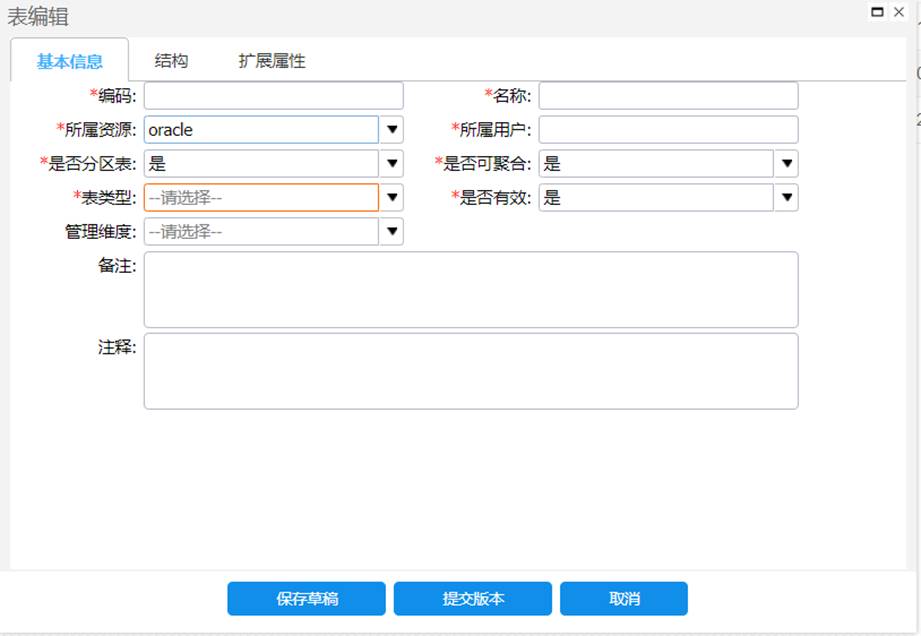 表编辑
基本信息 结构 扩展属性
*编码: *名称:
*所属资源: oracle *所属用户:
*是否分区表: 是 *是否可聚合: 是
*表类型: --请选择-- *是否有效: 是
管理维度: --请选择--
备注:
注释:
保存草稿 提交版本 取消